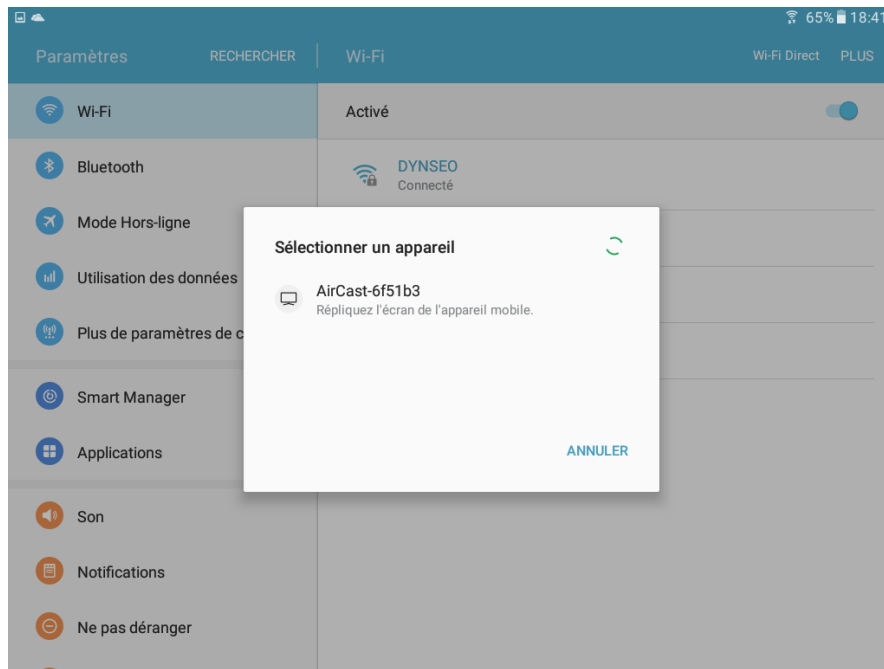 65% 18:41
Paramètres
RECHERCHER
Wi-Fi
Wi-Fi Direct
PLUS
Wi-Fi
Activé
Bluetooth
DYNSEO
Connecté
Mode Hors-ligne
Utilisation des données
Plus de paramètres de c
Smart Manager
Applications
Son
Notifications
Ne pas déranger
Sélectionner un appareil
AirCast-6f51b3
Répliquez l'écran de l'appareil mobile.
ANNULER